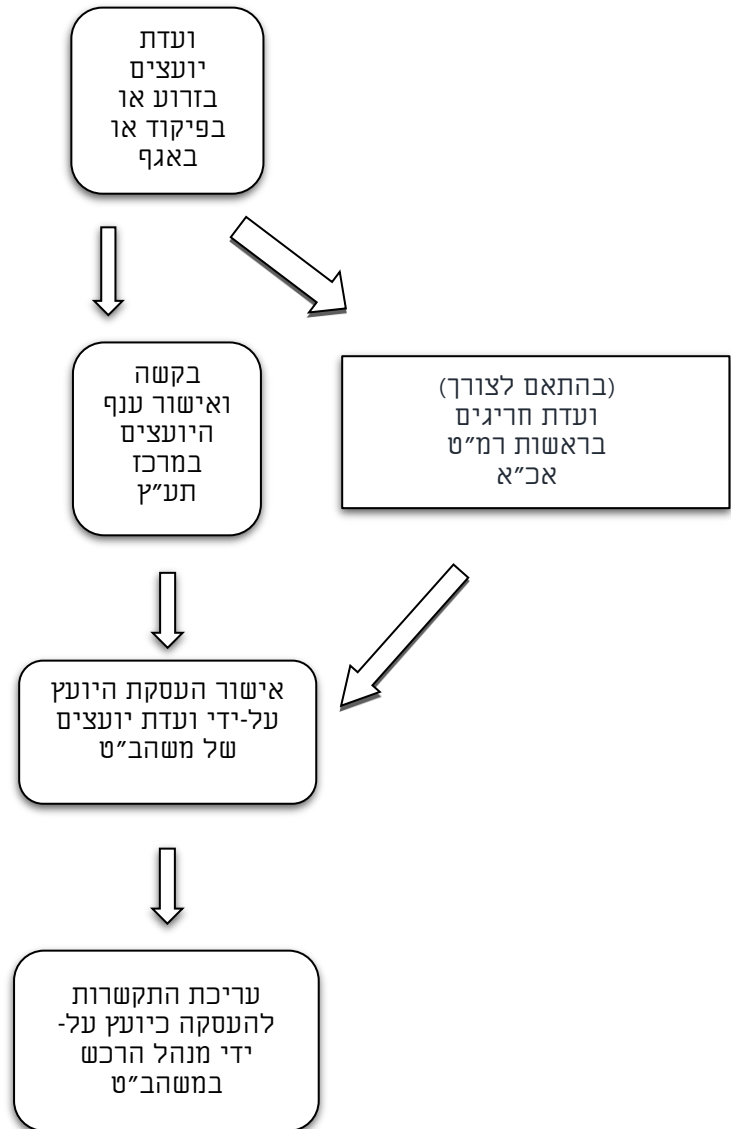 ועדת
יועצים
בזרוע או
בפיקוד או
באגף
בקשה
ואישור ענף
היועצים
במרכז
תע״ץ
(בהתאם לצורך)
ועדת חריגים
בראשות רמ״ט
אכ״א
אישור העסקת היועץ
על-ידי ועדת יועצים
של משהב״ט
עריכת התקשרות
להעסקה כיועץ על-
ידי מנהל הרכש
במשהב״ט